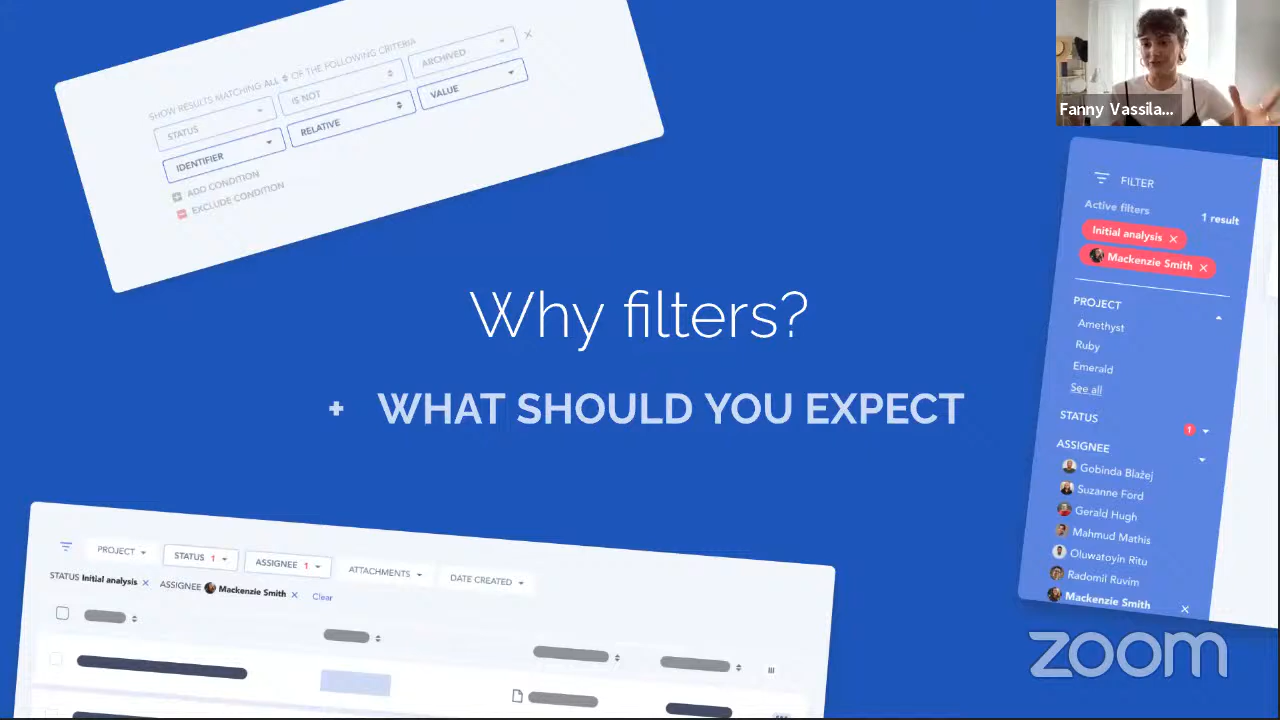 SHOW RESULTS MATCHING ALL OF THE FOLLOWING CRITERIA
STATUS IS NOT ARCHIVED
IDENTIFIER RELATIVE VALUE
ADD CONDITION
EXCLUDE CONDITION
Fanny Vassila...
FILTER
Active filters 1 result
Initial analysis
Mackenzie Smith
PROJECT
Amethyst
Ruby
Emerald
See all
STATUS 1
ASSIGNEE
Gobinda Blażej
Suzanne Ford
Gerald Hugh
Mahmud Mathis
Oluwatoyin Ritu
Radomil Ruvim
Mackenzie Smith
Why filters?
+ WHAT SHOULD YOU EXPECT
PROJECT STATUS 1 ASSIGNEE 1 ATTACHMENTS DATE CREATED
STATUS Initial analysis ASSIGNEE Mackenzie Smith Clear
zoom